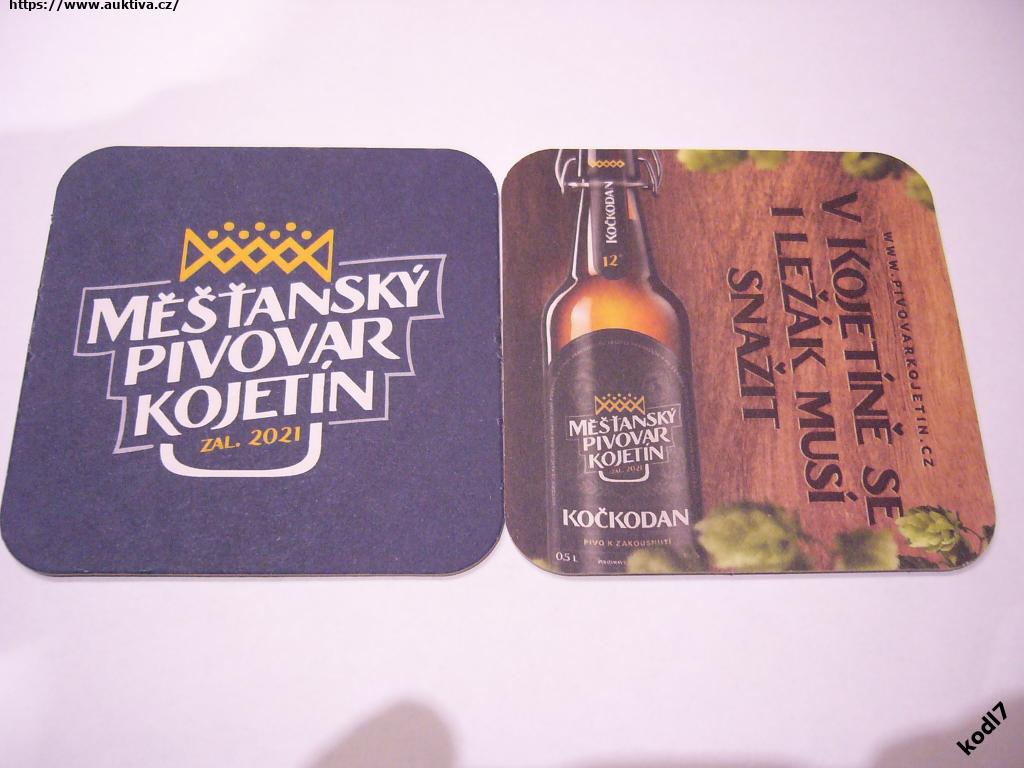 https://www.auktiva.cz/
MĚŠŤANSKÝ
PIVOVAR
KOJETÍN
ZAL. 2021
KOČKODAN
12°
MĚŠŤANSKÝ
PIVOVAR
KOJETÍN
ZAL. 2021
KOČKODAN
PIVO K ZAKOUSNUTÍ
0,5 L
WWW.PIVOVARKOJETIN.CZ
V KOJETÍNĚ SE
I LEŽÁK MUSÍ
SNAŽIT
kodl7